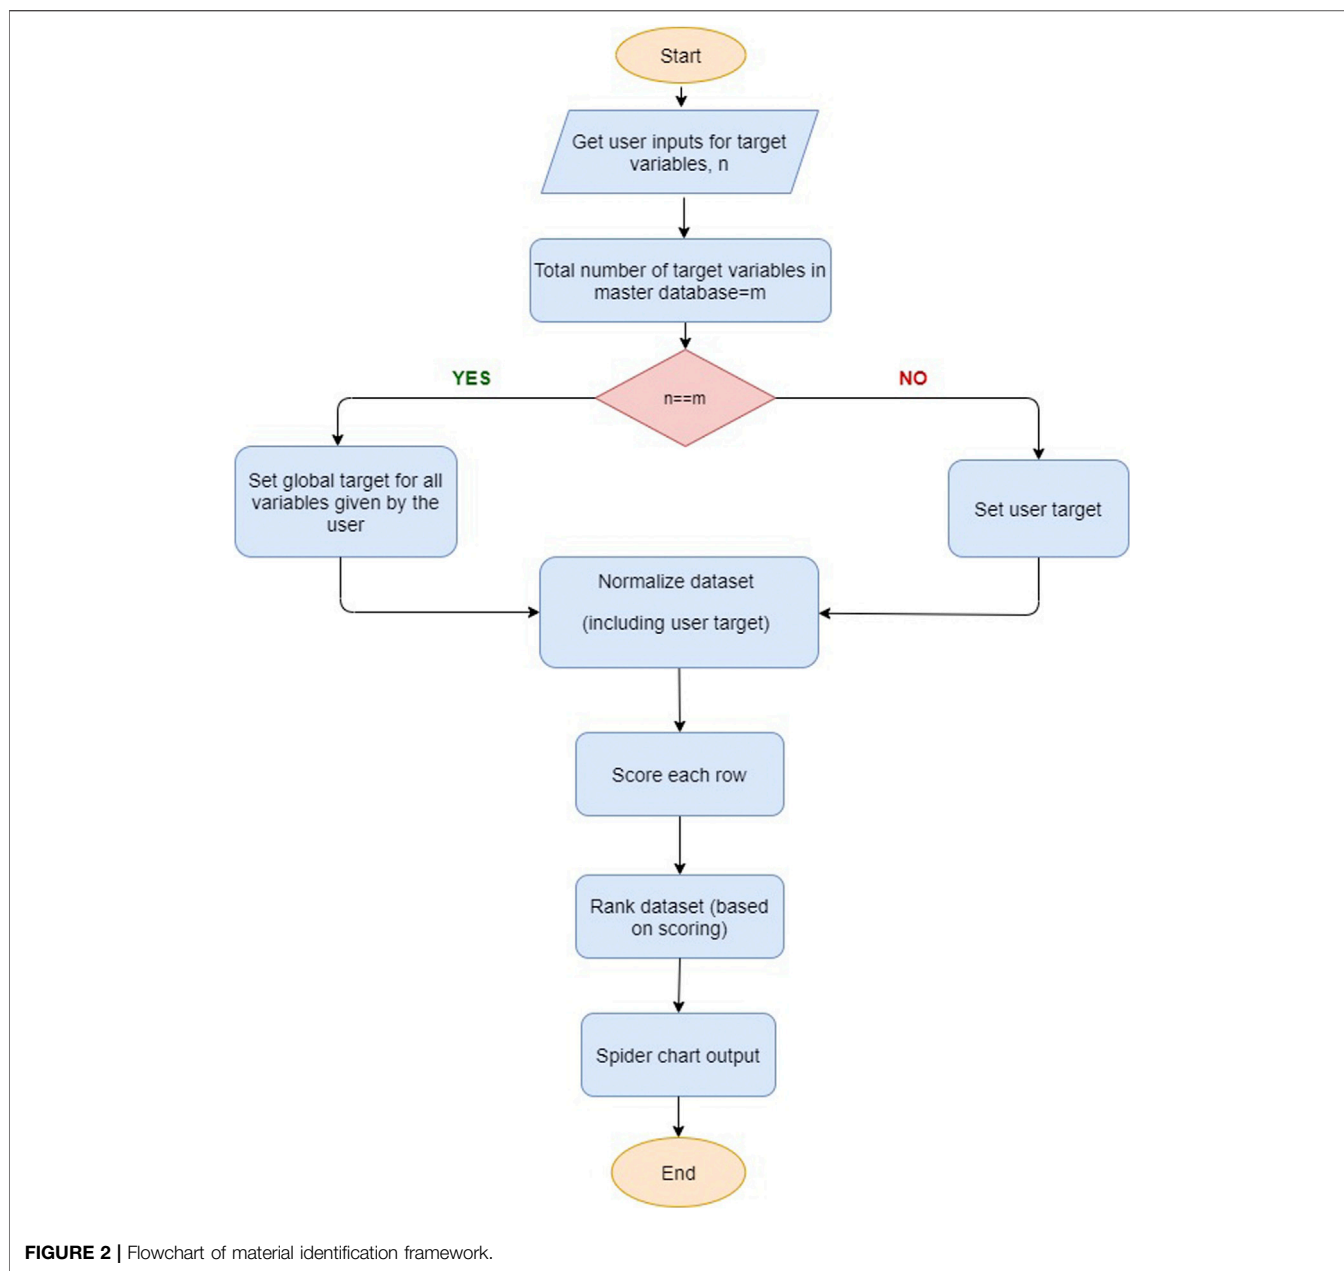 Start
Get user inputs for target
variables, n
Total number of target variables in
master database=m
n==m
YES
NO
Set global target for all
variables given by the
user
Set user target
Normalize dataset
(including user target)
Score each row
Rank dataset (based
on scoring)
Spider chart output
End
FIGURE 2 | Flowchart of material identification framework.